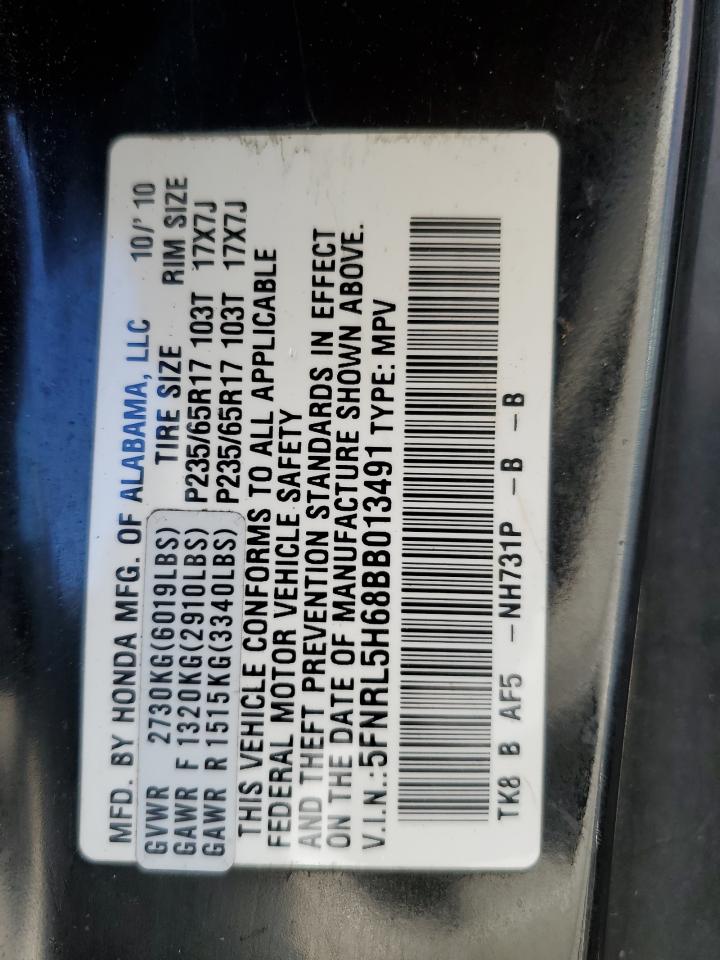 MFD. BY HONDA MFG. OF ALABAMA, LLC 10/'10
GVWR 2730KG(6019LBS) TIRE SIZE RIM SIZE
GAWR F 1320KG(2910LBS) P235/65R17 103T 17X7J
GAWR R 1515KG(3340LBS) P235/65R17 103T 17X7J
THIS VEHICLE CONFORMS TO ALL APPLICABLE
FEDERAL MOTOR VEHICLE SAFETY
AND THEFT PREVENTION STANDARDS IN EFFECT
ON THE DATE OF MANUFACTURE SHOWN ABOVE.
V.I.N.:5FNRL5H68BB013491 TYPE: MPV
TK8 B AF5 -NH731P -B -B